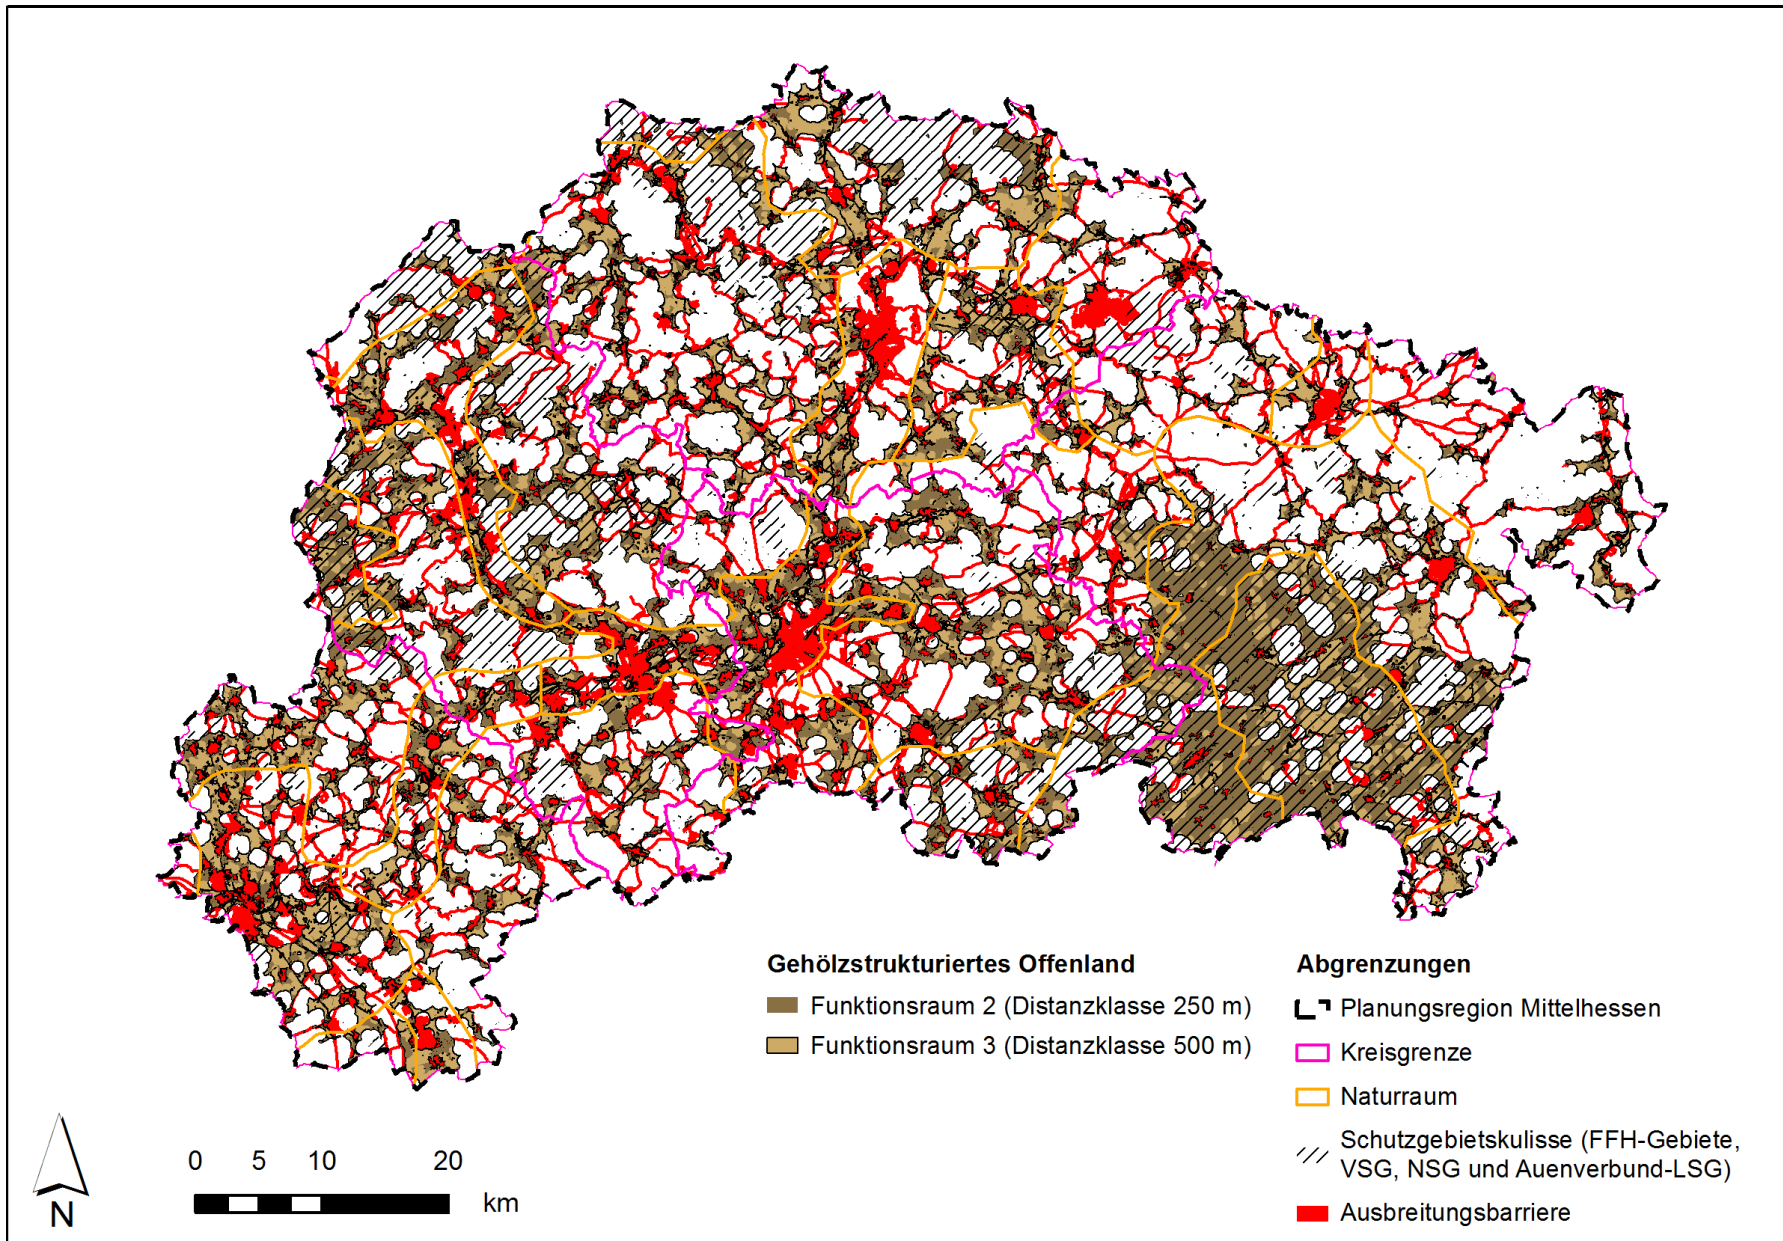 Gehölzstrukturiertes Offenland
Funktionsraum 2 (Distanzklasse 250 m)
Funktionsraum 3 (Distanzklasse 500 m)
Abgrenzungen
Planungsregion Mittelhessen
Kreisgrenze
Naturraum
Schutzgebietskulisse (FFH-Gebiete,
VSG, NSG und Auenverbund-LSG)
Ausbreitungsbarriere
0 5 10 20
km
N